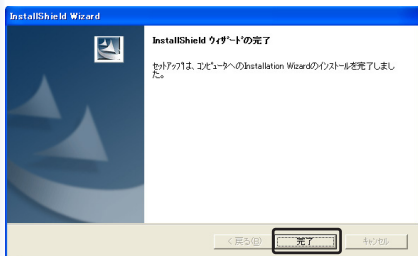 InstallShield Wizard
InstallShield ｳｨｻﾞｰﾄﾞの完了
ｾｯﾄｱｯﾌﾟは、ｺﾝﾋﾟｭｰﾀへのInstallation Wizardのｲﾝｽﾄｰﾙを完了しまし
た。
< 戻る(B)
完了
ｷｬﾝｾﾙ